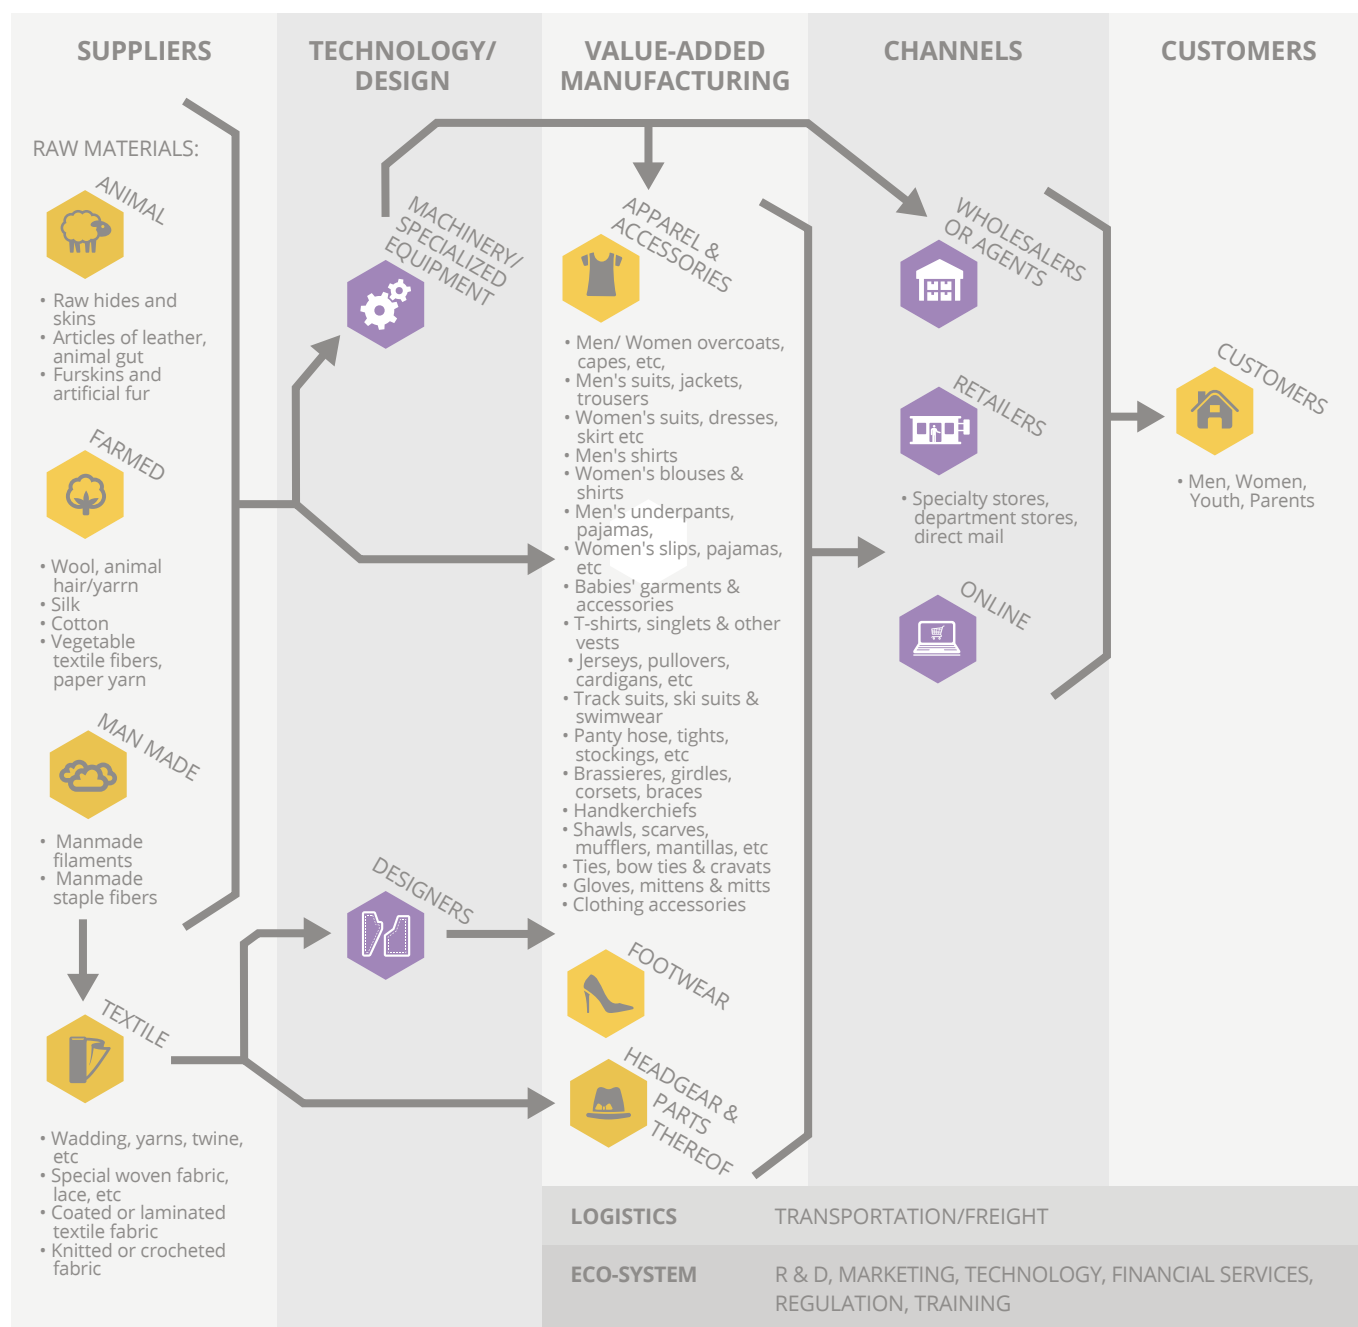 SUPPLIERS
TECHNOLOGY/
DESIGN
VALUE-ADDED
MANUFACTURING
CHANNELS
CUSTOMERS
RAW MATERIALS:
ANIMAL
• Raw hides and
skins
• Articles of leather,
animal gut
• Furskins and
artificial fur
FARMED
• Wool, animal
hair/yarrn
• Silk
• Cotton
• Vegetable
textile fibers,
paper yarn
MAN MADE
• Manmade
filaments
• Manmade
staple fibers
TEXTILE
• Wadding, yarns, twine,
etc
• Special woven fabric,
lace, etc
• Coated or laminated
textile fabric
• Knitted or crocheted
fabric
MACHINERY/
SPECIALIZED
EQUIPMENT
DESIGNERS
APPAREL &
ACCESSORIES
• Men/ Women overcoats,
capes, etc,
• Men's suits, jackets,
trousers
• Women's suits, dresses,
skirt etc
• Men's shirts
• Women's blouses &
shirts
• Men's underpants,
pajamas,
• Women's slips, pajamas,
etc
• Babies' garments &
accessories
• T-shirts, singlets & other
vests
• Jerseys, pullovers,
cardigans, etc
• Track suits, ski suits &
swimwear
• Panty hose, tights,
stockings, etc
• Brassieres, girdles,
corsets, braces
• Handkerchiefs
• Shawls, scarves,
mufflers, mantillas, etc
• Ties, bow ties & cravats
• Gloves, mittens & mitts
• Clothing accessories
FOOTWEAR
HEADGEAR &
PARTS
THEREOF
WHOLESALERS
OR AGENTS
RETAILERS
• Specialty stores,
department stores,
direct mail
ONLINE
CUSTOMERS
• Men, Women,
Youth, Parents
LOGISTICS
TRANSPORTATION/FREIGHT
ECO-SYSTEM
R & D, MARKETING, TECHNOLOGY, FINANCIAL SERVICES,
REGULATION, TRAINING